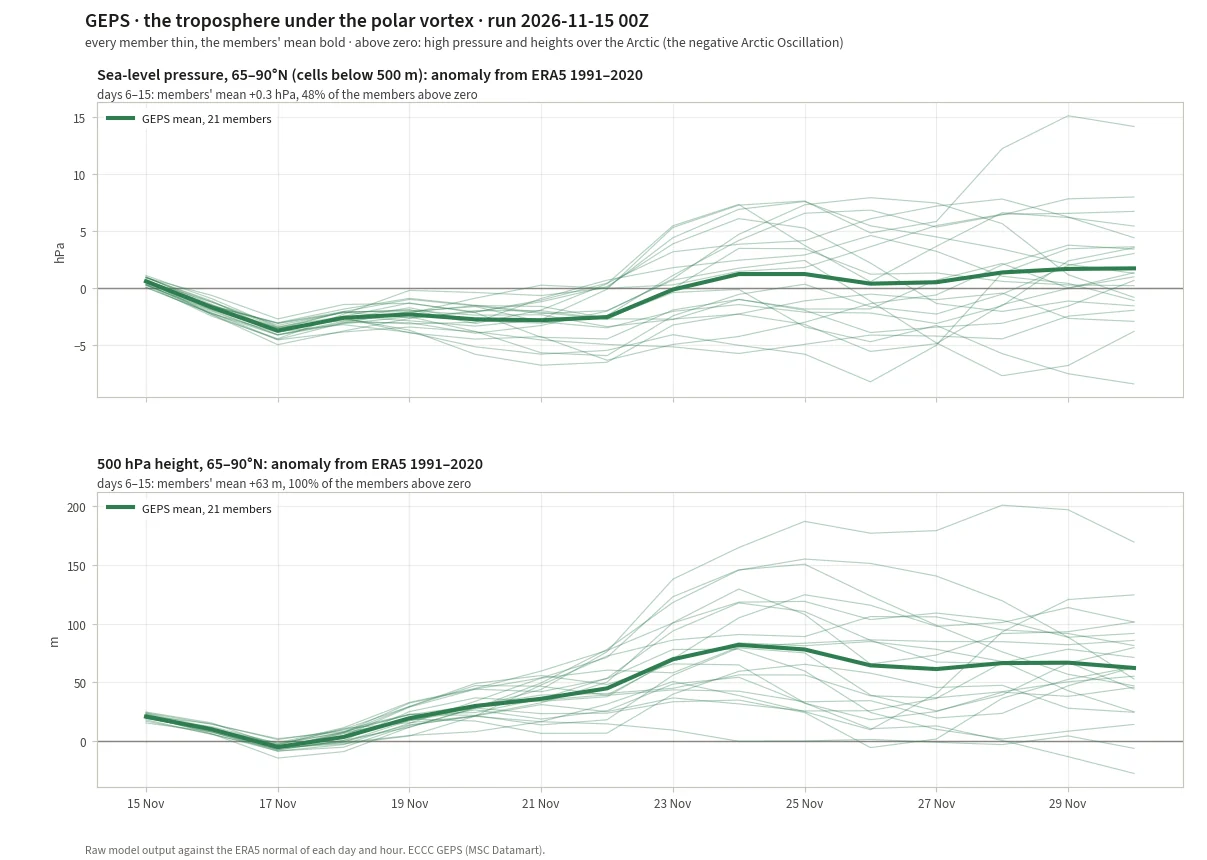 GEPS · the troposphere under the polar vortex · run 2026-11-15 00Z
every member thin, the members' mean bold · above zero: high pressure and heights over the Arctic (the negative Arctic Oscillation)
Sea-level pressure, 65–90°N (cells below 500 m): anomaly from ERA5 1991–2020
days 6–15: members' mean +0.3 hPa, 48% of the members above zero
GEPS mean, 21 members
15
10
5
0
−5
hPa
500 hPa height, 65–90°N: anomaly from ERA5 1991–2020
days 6–15: members' mean +63 m, 100% of the members above zero
GEPS mean, 21 members
200
150
100
50
0
m
15 Nov
17 Nov
19 Nov
21 Nov
23 Nov
25 Nov
27 Nov
29 Nov
Raw model output against the ERA5 normal of each day and hour. ECCC GEPS (MSC Datamart).